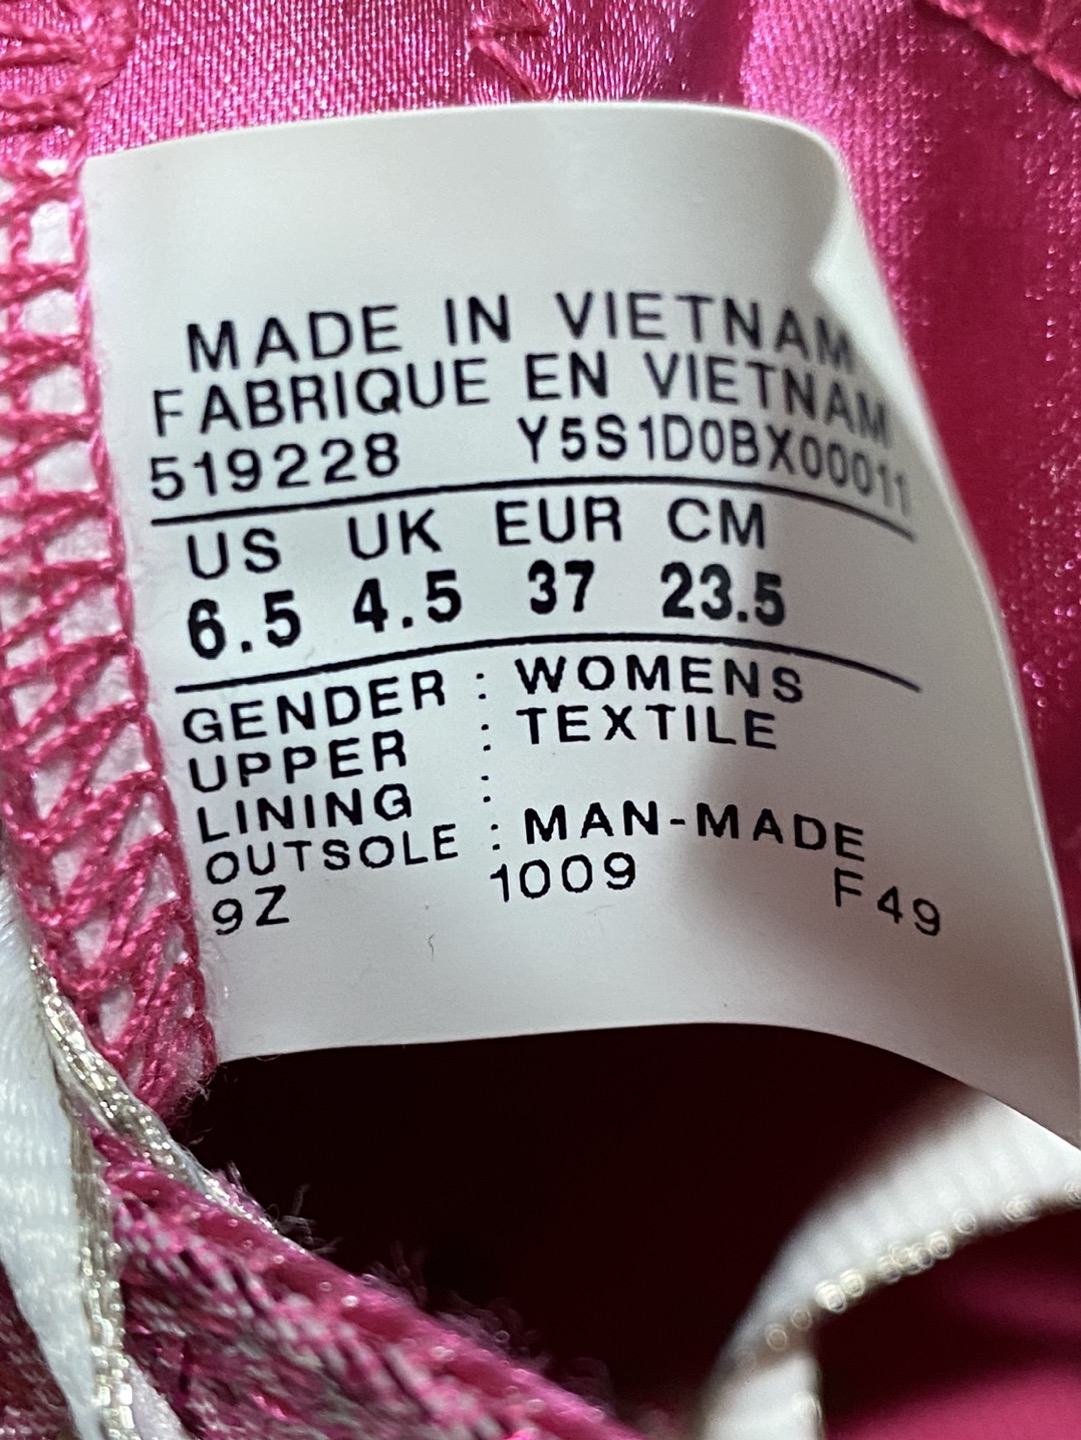 MADE IN VIETNAM
FABRIQUE EN VIETNAM
519228 Y5S1D0BX00011
US UK EUR CM
6.5 4.5 37 23.5
GENDER : WOMENS
UPPER : TEXTILE
LINING :
OUTSOLE : MAN-MADE
9Z 1009 F49